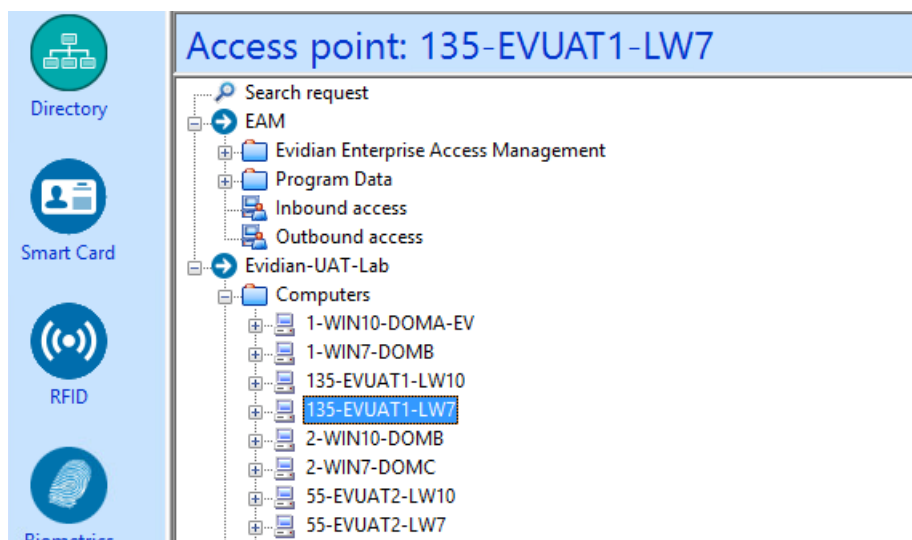 Access point: 135-EVUAT1-LW7
Directory
Smart Card
RFID
Biometrics
Search request
EAM
Evidian Enterprise Access Management
Program Data
Inbound access
Outbound access
Evidian-UAT-Lab
Computers
1-WIN10-DOMA-EV
1-WIN7-DOMB
135-EVUAT1-LW10
135-EVUAT1-LW7
2-WIN10-DOMB
2-WIN7-DOMC
55-EVUAT2-LW10
55-EVUAT2-LW7